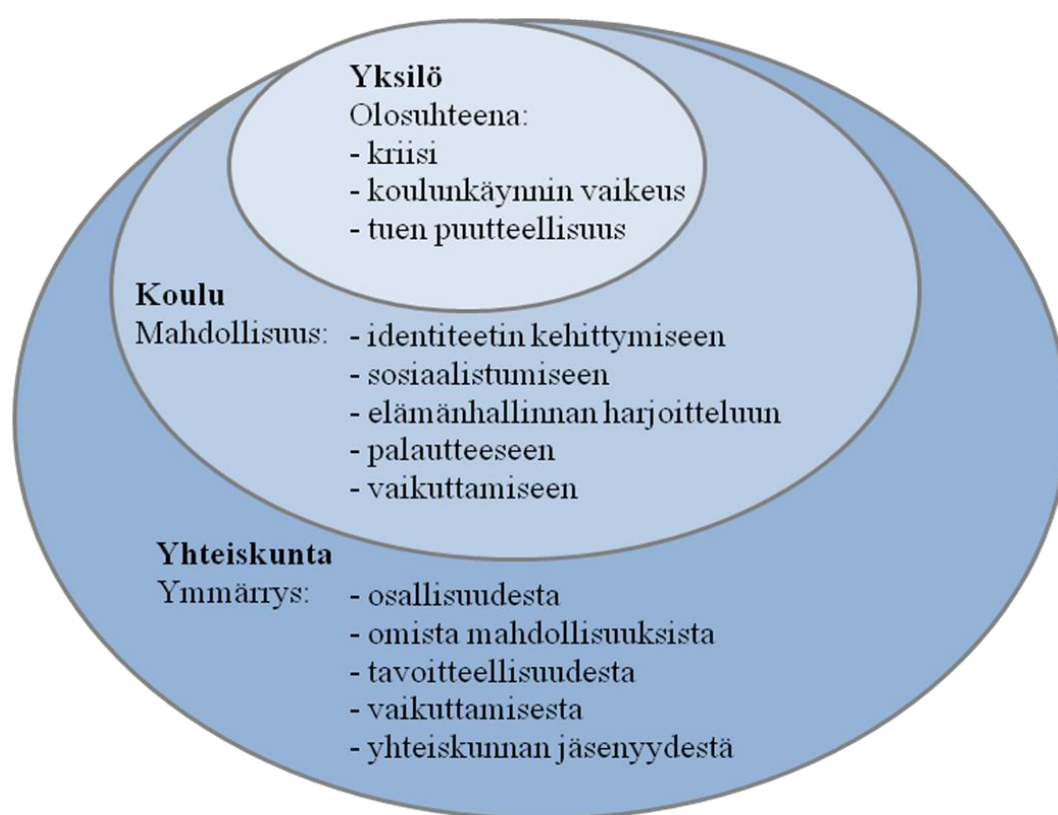 Yksilö
Olosuhteena:
- kriisi
- koulunkäynnin vaikeus
- tuen puutteellisuus
Koulu
Mahdollisuus: - identiteetin kehittymiseen
- sosiaalistumiseen
- elämänhallinnan harjoitteluun
- palautteeseen
- vaikuttamiseen
Yhteiskunta
Ymmärrys: - osallisuudesta
- omista mahdollisuuksista
- tavoitteellisuudesta
- vaikuttamisesta
- yhteiskunnan jäsenyydestä